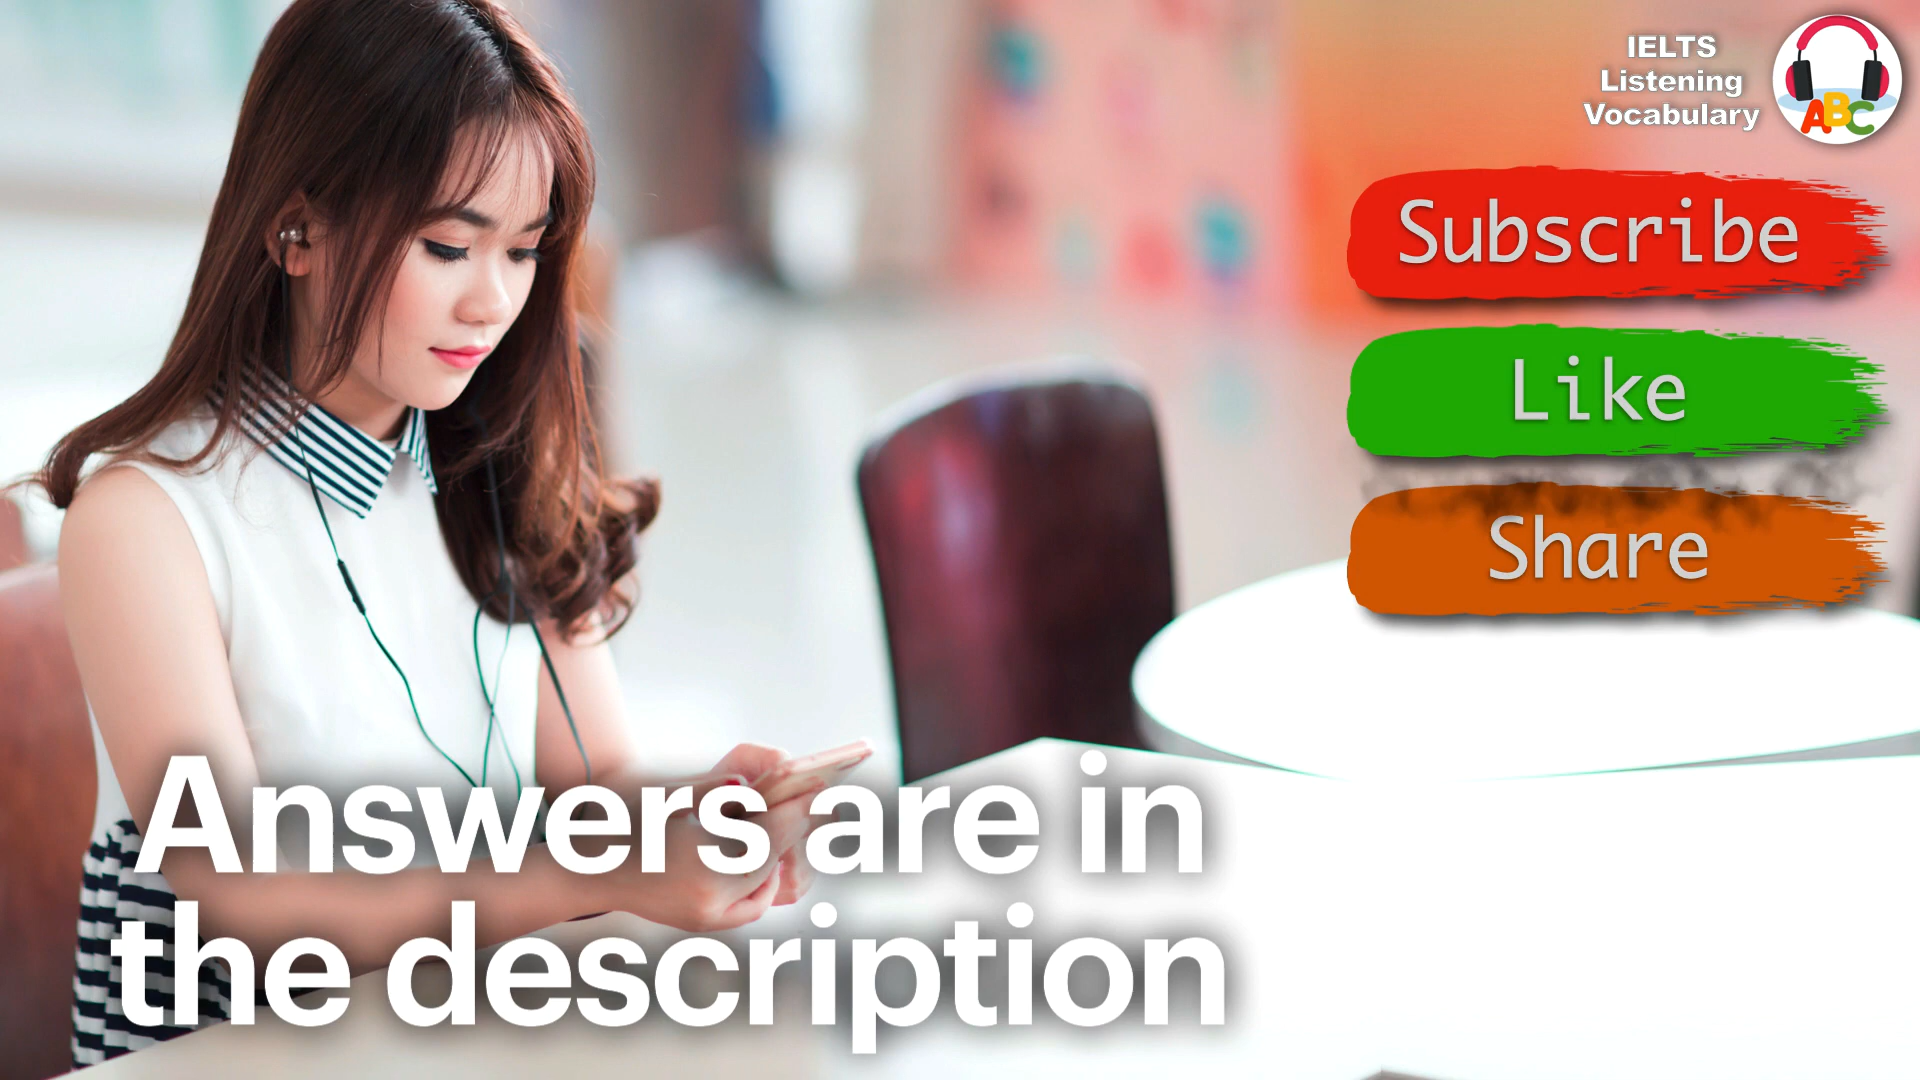 IELTS
Listening
Vocabulary
ABC
Subscribe
Like
Share
Answers are in
the description